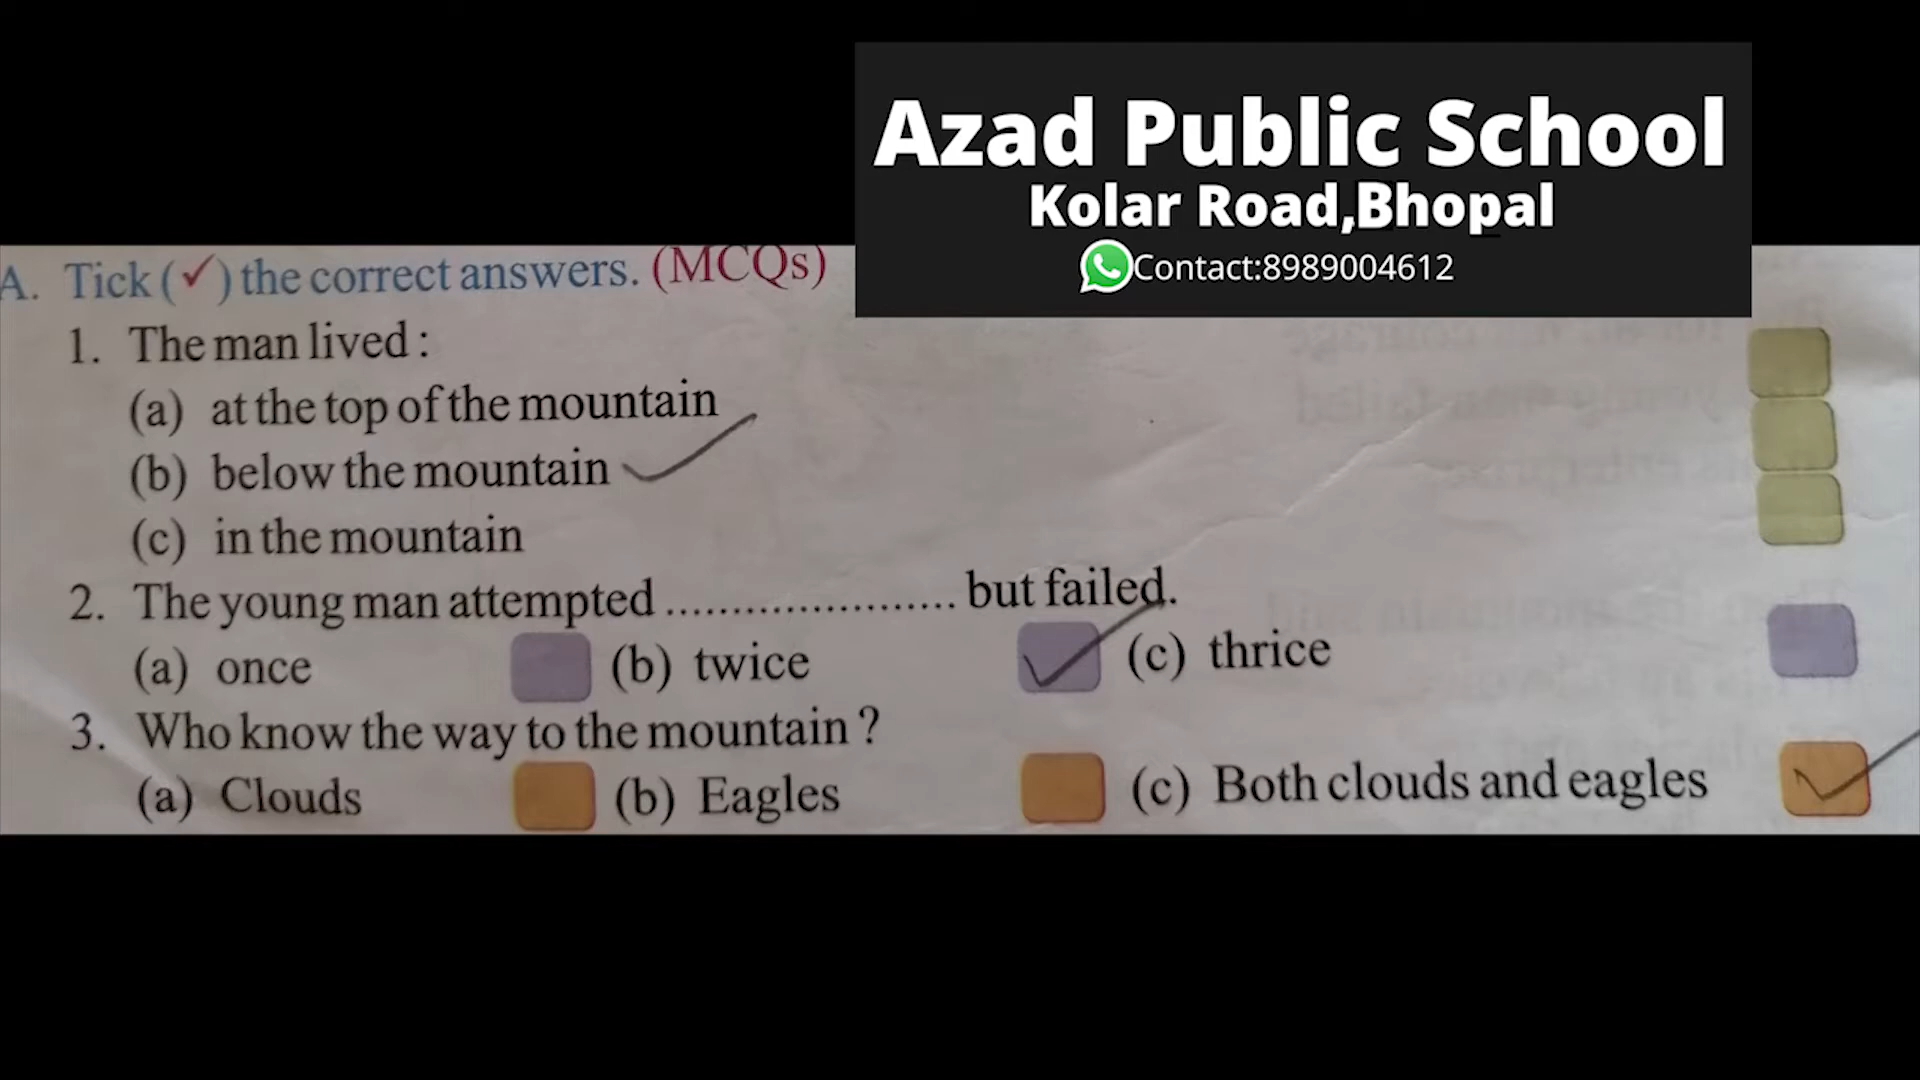 Azad Public School
Kolar Road,Bhopal
Contact:8989004612
A. Tick (✓) the correct answers. (MCQs)
1. The man lived :
(a) at the top of the mountain
(b) below the mountain ✓
(c) in the mountain
2. The young man attempted ...................... but failed.
(a) once (b) twice ✓ (c) thrice
3. Who know the way to the mountain ?
(a) Clouds (b) Eagles (c) Both clouds and eagles ✓